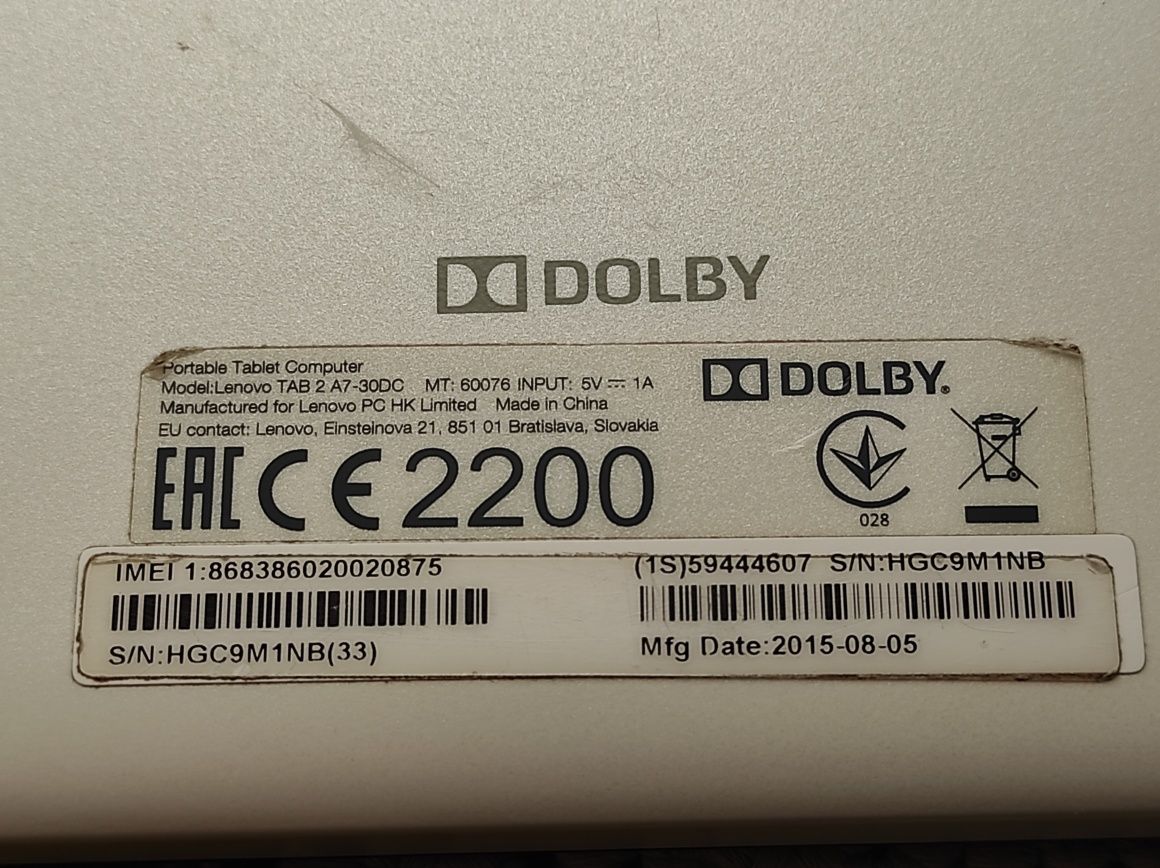 DOLBY
Portable Tablet Computer
Model:Lenovo TAB 2 A7-30DC MT: 60076 INPUT: 5V⎓1A
Manufactured for Lenovo PC HK Limited Made in China
EU contact: Lenovo, Einsteinova 21, 851 01 Bratislava, Slovakia
DOLBY®
EAC CE2200
028
IMEI 1:868386020020875
S/N:HGC9M1NB(33)
(1S)59444607 S/N:HGC9M1NB
Mfg Date:2015-08-05